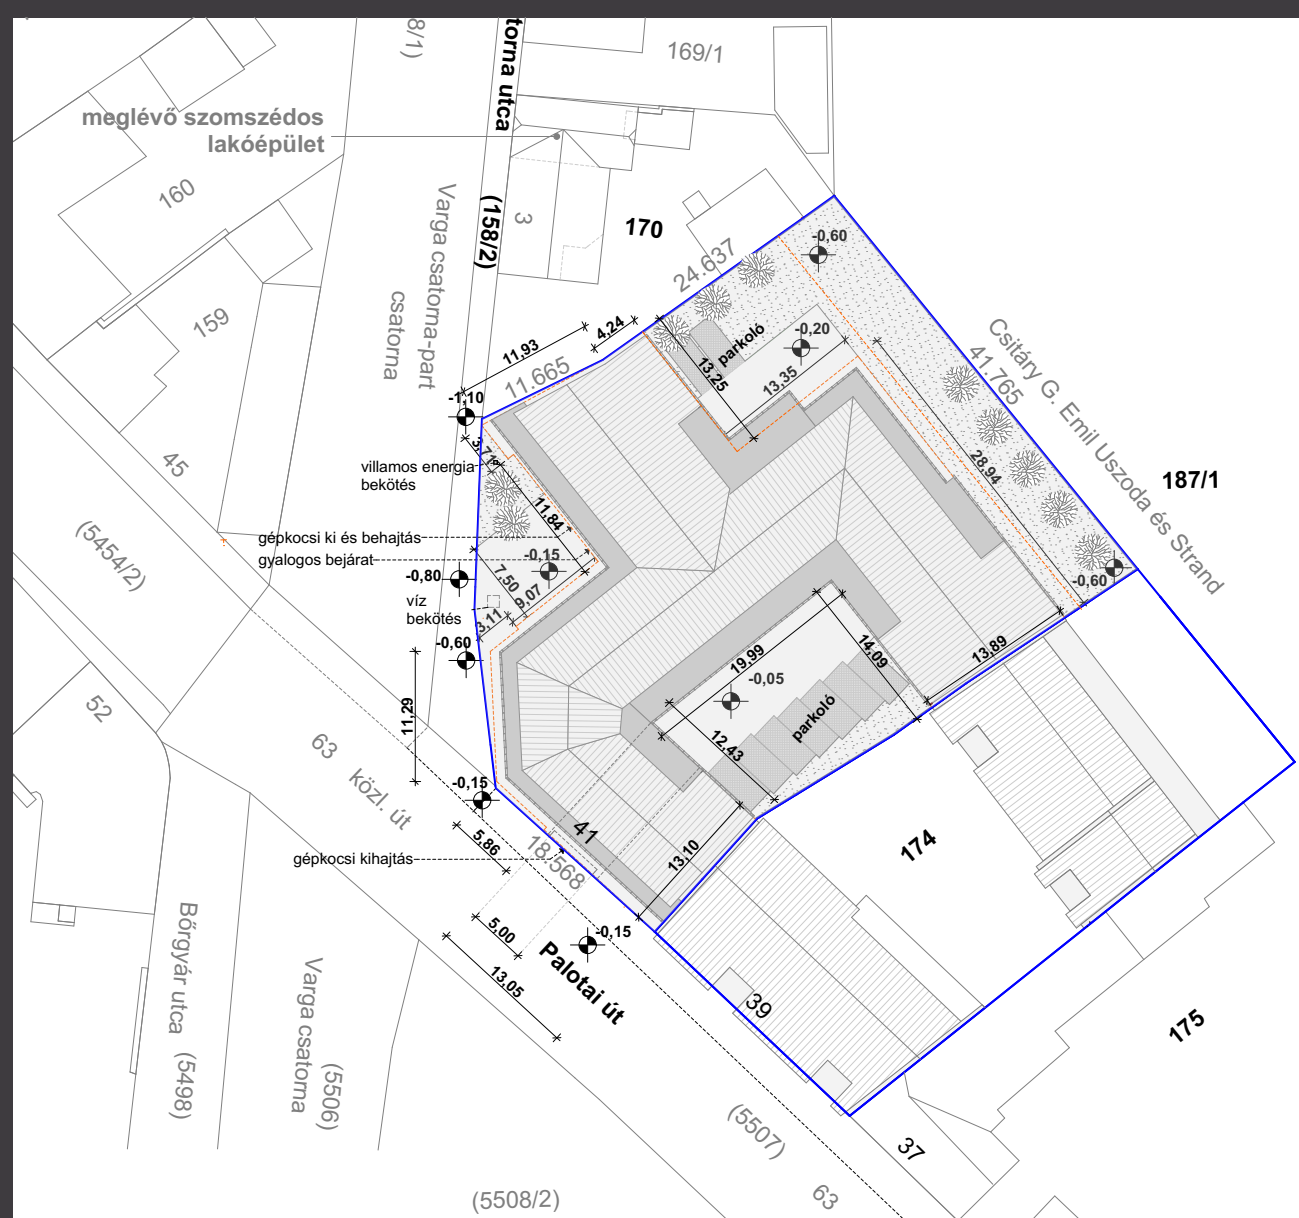 8/1)
torna utca
169/1
meglévő szomszédos
lakóépület
160
Varga csatorna-part
csatorna
(158/2)
3
170
24.637
-0,60
159
4,24
11,93
11.665
parkoló
-0,20
13,25
13,35
Csitáry G. Emil Uszoda és Strand
41.765
-1,10
3,71
villamos energia
bekötés
28,94
187/1
45
11,84
gépkocsi ki és behajtás
gyalogos bejárat
-0,15
(5454/2)
-0,80
7,50
9,07
-0,60
víz
bekötés
3,11
-0,60
19,99
14,09
13,89
-0,05
11,29
52
parkoló
12,43
63
közl. út
-0,15
41
5,86
18.568
gépkocsi kihajtás
13,10
174
5,00
-0,15
Palotai út
13,05
Bőrgyár utca
(5498)
Varga csatorna
(5506)
39
175
(5507)
37
63
(5508/2)